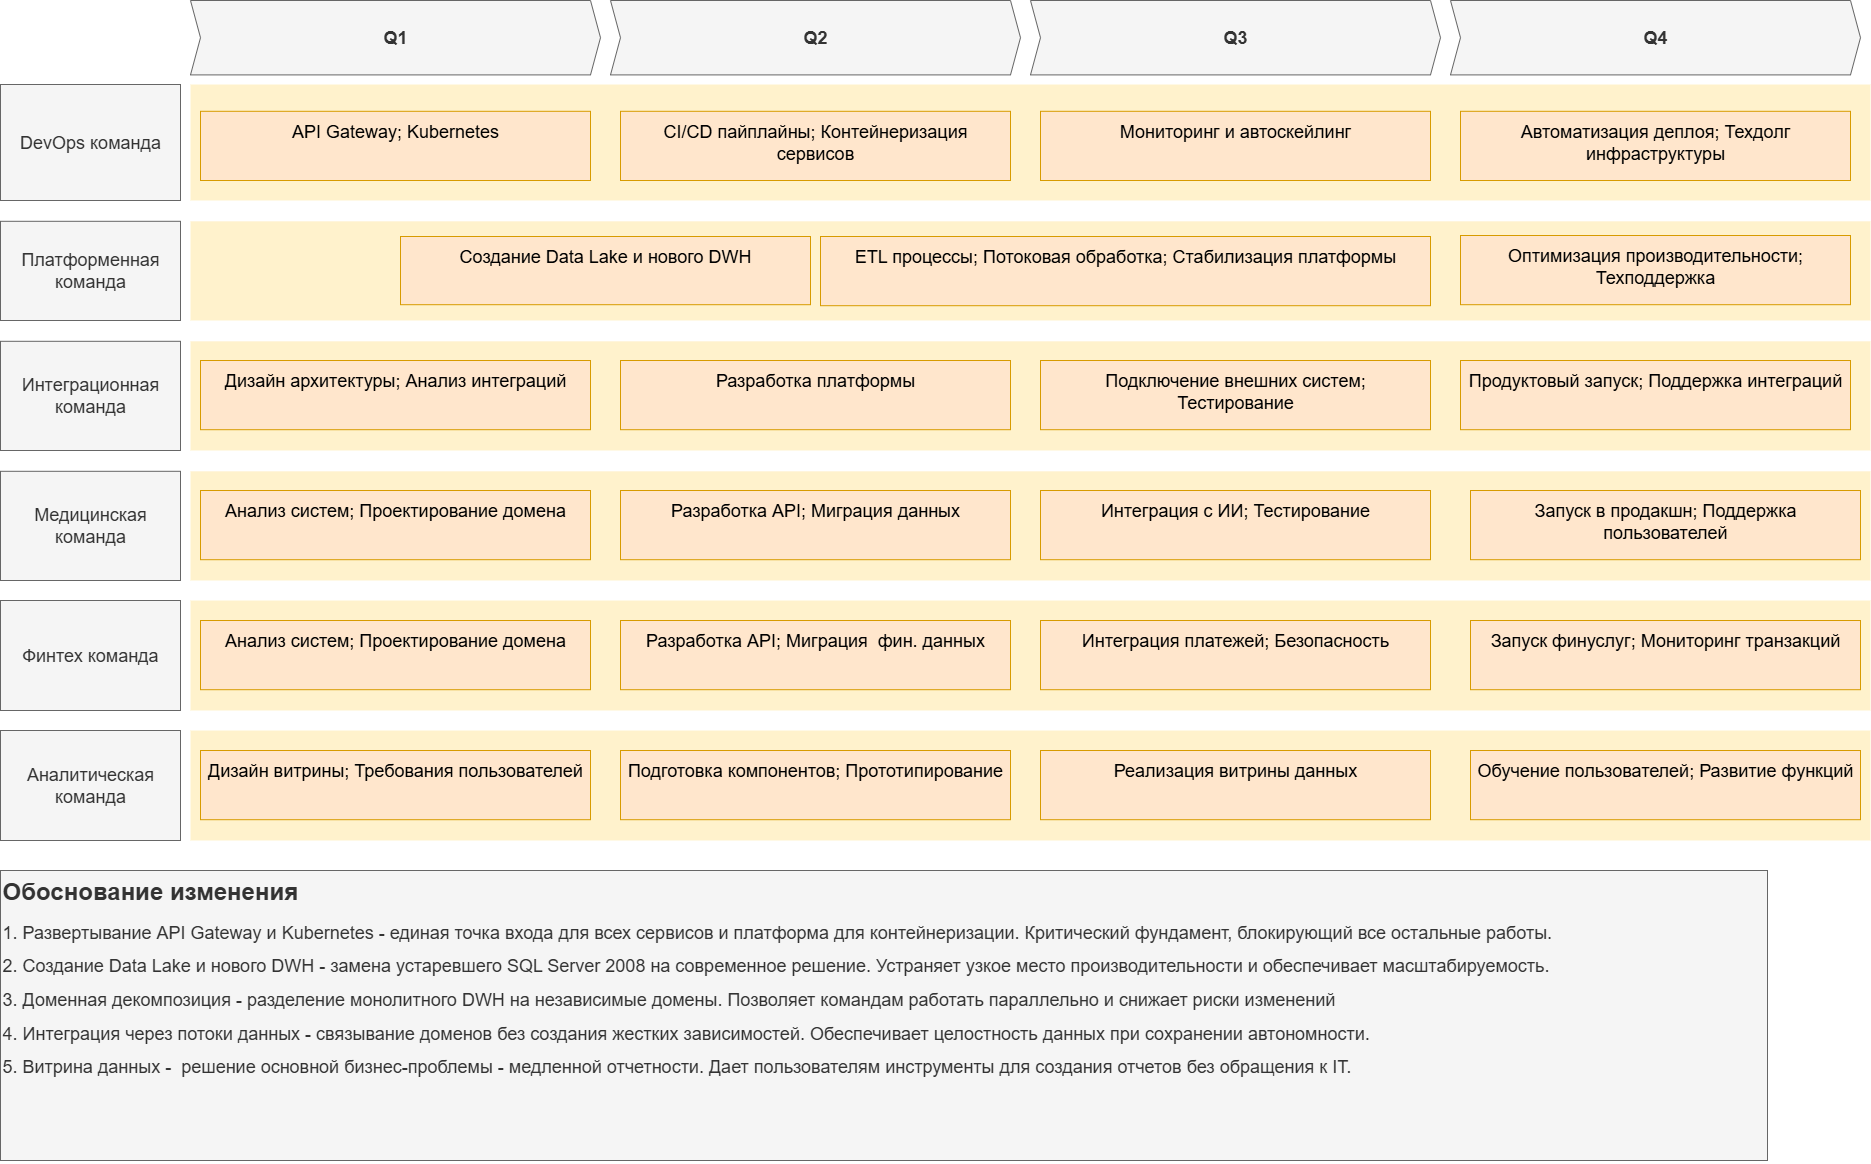 Q1
Q2
Q3
Q4
DevOps команда
API Gateway; Kubernetes
CI/CD пайплайны; Контейнеризация
сервисов
Мониторинг и автоскейлинг
Автоматизация деплоя; Техдолг
инфраструктуры
Платформенная
команда
Создание Data Lake и нового DWH
ETL процессы; Потоковая обработка; Стабилизация платформы
Оптимизация производительности;
Техподдержка
Интеграционная
команда
Дизайн архитектуры; Анализ интеграций
Разработка платформы
Подключение внешних систем;
Тестирование
Продуктовый запуск; Поддержка интеграций
Медицинская
команда
Анализ систем; Проектирование домена
Разработка API; Миграция данных
Интеграция с ИИ; Тестирование
Запуск в продакшн; Поддержка
пользователей
Финтех команда
Анализ систем; Проектирование домена
Разработка API; Миграция  фин. данных
Интеграция платежей; Безопасность
Запуск финуслуг; Мониторинг транзакций
Аналитическая
команда
Дизайн витрины; Требования пользователей
Подготовка компонентов; Прототипирование
Реализация витрины данных
Обучение пользователей; Развитие функций
Обоснование изменения
1. Развертывание API Gateway и Kubernetes - единая точка входа для всех сервисов и платформа для контейнеризации. Критический фундамент, блокирующий все остальные работы.
2. Создание Data Lake и нового DWH - замена устаревшего SQL Server 2008 на современное решение. Устраняет узкое место производительности и обеспечивает масштабируемость.
3. Доменная декомпозиция - разделение монолитного DWH на независимые домены. Позволяет командам работать параллельно и снижает риски изменений
4. Интеграция через потоки данных - связывание доменов без создания жестких зависимостей. Обеспечивает целостность данных при сохранении автономности.
5. Витрина данных -  решение основной бизнес-проблемы - медленной отчетности. Дает пользователям инструменты для создания отчетов без обращения к IT.